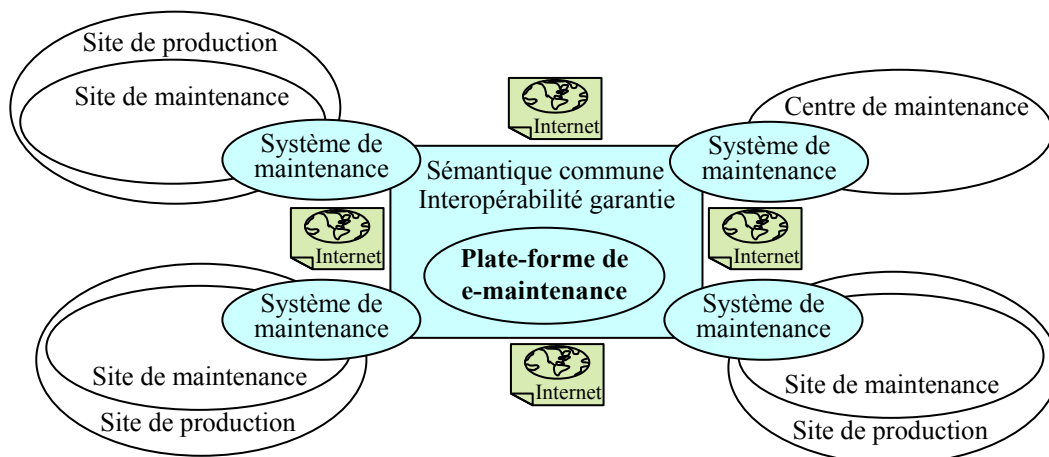 Site de production
Site de maintenance
Système de
maintenance
Internet
Centre de maintenance
Système de
maintenance
Sémantique commune
Interopérabilité garantie
Internet
Internet
Plate-forme de
e-maintenance
Système de
maintenance
Site de maintenance
Site de production
Internet
Système de
maintenance
Site de maintenance
Site de production